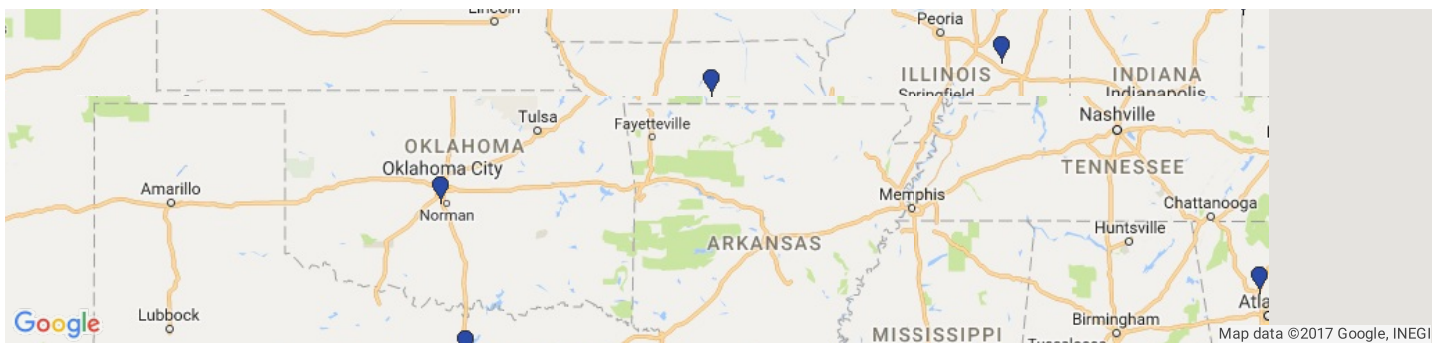 Lincoln
Peoria
ILLINOIS
INDIANA
Springfield
Indianapolis
Tulsa
Fayetteville
Nashville
OKLAHOMA
Oklahoma City
TENNESSEE
Amarillo
Memphis
Norman
Chattanooga
Huntsville
ARKANSAS
Atla
Lubbock
Birmingham
Google
MISSISSIPPI
Map data ©2017 Google, INEGI